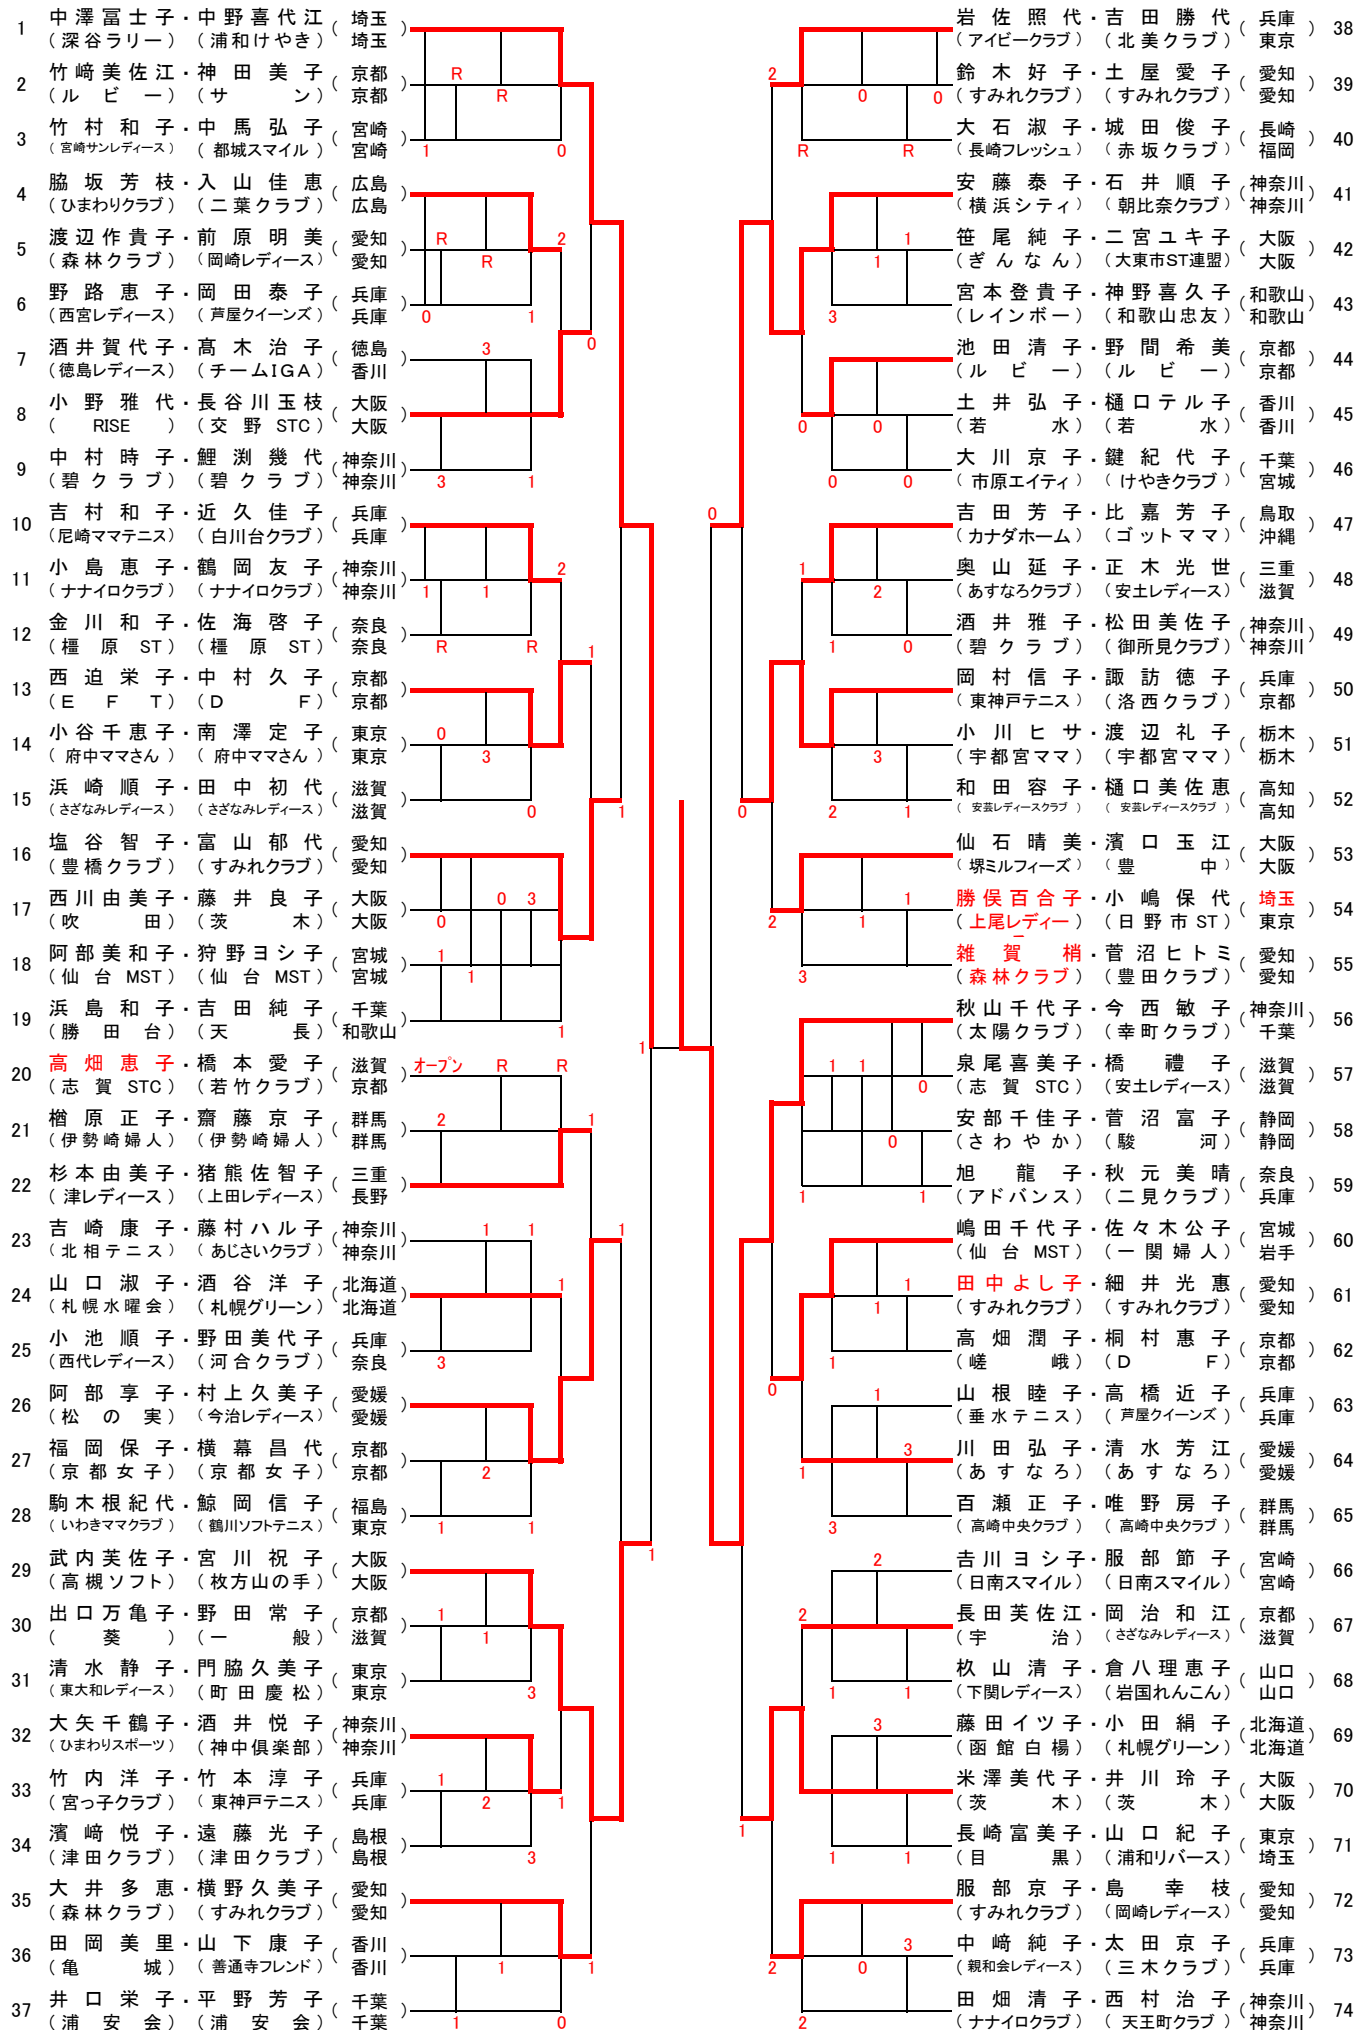 1 中澤冨士子・中野喜代江 (埼玉
(深谷ラリー) (浦和けやき) 埼玉)
2 竹﨑美佐江・神田美子 (京都
(ルビー) (サン) 京都)
3 竹村和子・中馬弘子 (宮崎
(宮崎サンレディース) (都城スマイル) 宮崎)
4 脇坂芳枝・入山佳恵 (広島
(ひまわりクラブ) (二葉クラブ) 広島)
5 渡辺作貴子・前原明美 (愛知
(森林クラブ) (岡崎レディース) 愛知)
6 野路恵子・岡田泰子 (兵庫
(西宮レディース) (芦屋クイーンズ) 兵庫)
7 酒井賀代子・髙木治子 (徳島
(徳島レディース) (チームIGA) 香川)
8 小野雅代・長谷川玉枝 (大阪
(RISE) (交野STC) 大阪)
9 中村時子・鯉渕幾代 (神奈川
(碧クラブ) (碧クラブ) 神奈川)
10 吉村和子・近久佳子 (兵庫
(尼崎ママテニス) (白川台クラブ) 兵庫)
11 小島恵子・鶴岡友子 (神奈川
(ナナイロクラブ) (ナナイロクラブ) 神奈川)
12 金川和子・佐海啓子 (奈良
(橿原ST) (橿原ST) 奈良)
13 西迫栄子・中村久子 (京都
(EFT) (DF) 京都)
14 小谷千恵子・南澤定子 (東京
(府中ママさん) (府中ママさん) 東京)
15 浜崎順子・田中初代 (滋賀
(さざなみレディース) (さざなみレディース) 滋賀)
16 塩谷智子・富山郁代 (愛知
(豊橋クラブ) (すみれクラブ) 愛知)
17 西川由美子・藤井良子 (大阪
(吹田) (茨木) 大阪)
18 阿部美和子・狩野ヨシ子 (宮城
(仙台MST) (仙台MST) 宮城)
19 浜島和子・吉田純子 (千葉
(勝田台) (天長) 和歌山)
20 高畑恵子・橋本愛子 (滋賀
(志賀STC) (若竹クラブ) 京都)
オープン R R
21 楢原正子・齋藤京子 (群馬
(伊勢崎婦人) (伊勢崎婦人) 群馬)
22 杉本由美子・猪熊佐智子 (三重
(津レディース) (上田レディース) 長野)
23 吉崎康子・藤村ハル子 (神奈川
(北相テニス) (あじさいクラブ) 神奈川)
24 山口淑子・酒谷洋子 (北海道
(札幌水曜会) (札幌グリーン) 北海道)
25 小池順子・野田美代子 (兵庫
(西代レディース) (河合クラブ) 奈良)
26 阿部享子・村上久美子 (愛媛
(松の実) (今治レディース) 愛媛)
27 福岡保子・横幕昌代 (京都
(京都女子) (京都女子) 京都)
28 駒木根紀代・鯨岡信子 (福島
(いわきママクラブ) (鶴川ソフトテニス) 東京)
29 武内芙佐子・宮川祝子 (大阪
(高槻ソフト) (枚方山の手) 大阪)
30 出口万亀子・野田常子 (京都
(葵) (一般) 滋賀)
31 清水静子・門脇久美子 (東京
(東大和レディース) (町田慶松) 東京)
32 大矢千鶴子・酒井悦子 (神奈川
(ひまわりスポーツ) (神中倶楽部) 神奈川)
33 竹内洋子・竹本淳子 (兵庫
(宮っ子クラブ) (東神戸テニス) 兵庫)
34 濱﨑悦子・遠藤光子 (島根
(津田クラブ) (津田クラブ) 島根)
35 大井多恵・横野久美子 (愛知
(森林クラブ) (すみれクラブ) 愛知)
36 田岡美里・山下康子 (香川
(亀城) (善通寺フレンド) 香川)
37 井口栄子・平野芳子 (千葉
(浦安会) (浦安会) 千葉)
岩佐照代・吉田勝代 (兵庫 38
(アイビークラブ) (北美クラブ) 東京)
鈴木好子・土屋愛子 (愛知 39
(すみれクラブ) (すみれクラブ) 愛知)
大石淑子・城田俊子 (長崎 40
(長崎フレッシュ) (赤坂クラブ) 福岡)
安藤泰子・石井順子 (神奈川 41
(横浜シティ) (朝比奈クラブ) 神奈川)
笹尾純子・二宮ユキ子 (大阪 42
(ぎんなん) (大東市ST連盟) 大阪)
宮本登貴子・神野喜久子 (和歌山 43
(レインボー) (和歌山忠友) 和歌山)
池田清子・野間希美 (京都 44
(ルビー) (ルビー) 京都)
土井弘子・樋口テル子 (香川 45
(若水) (若水) 香川)
大川京子・鍵紀代子 (千葉 46
(市原エイティ) (けやきクラブ) 宮城)
吉田芳子・比嘉芳子 (鳥取 47
(カナダホーム) (ゴットママ) 沖縄)
奥山延子・正木光世 (三重 48
(あすなろクラブ) (安土レディース) 滋賀)
酒井雅子・松田美佐子 (神奈川 49
(碧クラブ) (御所見クラブ) 神奈川)
岡村信子・諏訪徳子 (兵庫 50
(東神戸テニス) (洛西クラブ) 京都)
小川ヒサ・渡辺礼子 (栃木 51
(宇都宮ママ) (宇都宮ママ) 栃木)
和田容子・樋口美佐恵 (高知 52
(安芸レディースクラブ) (安芸レディースクラブ) 高知)
仙石晴美・濱口玉江 (大阪 53
(堺ミルフィーズ) (豊中) 大阪)
勝俣百合子・小嶋保代 (埼玉 54
(上尾レディー) (日野市ST) 東京)
雑賀梢・菅沼ヒトミ (愛知 55
(森林クラブ) (豊田クラブ) 愛知)
秋山千代子・今西敏子 (神奈川 56
(太陽クラブ) (幸町クラブ) 千葉)
泉尾喜美子・橋禮子 (滋賀 57
(志賀STC) (安土レディース) 滋賀)
安部千佳子・菅沼富子 (静岡 58
(さわやか) (駿河) 静岡)
旭龍子・秋元美晴 (奈良 59
(アドバンス) (二見クラブ) 兵庫)
嶋田千代子・佐々木公子 (宮城 60
(仙台MST) (一関婦人) 岩手)
田中よし子・細井光惠 (愛知 61
(すみれクラブ) (すみれクラブ) 愛知)
高畑潤子・桐村惠子 (京都 62
(嵯峨) (DF) 京都)
山根睦子・高橋近子 (兵庫 63
(垂水テニス) (芦屋クイーンズ) 兵庫)
川田弘子・清水芳江 (愛媛 64
(あすなろ) (あすなろ) 愛媛)
百瀬正子・唯野房子 (群馬 65
(高崎中央クラブ) (高崎中央クラブ) 群馬)
吉川ヨシ子・服部節子 (宮崎 66
(日南スマイル) (日南スマイル) 宮崎)
長田芙佐江・岡治和江 (京都 67
(宇治) (さざなみレディース) 滋賀)
杦山清子・倉八理恵子 (山口 68
(下関レディース) (岩国れんこん) 山口)
藤田イツ子・小田絹子 (北海道 69
(函館白楊) (札幌グリーン) 北海道)
米澤美代子・井川玲子 (大阪 70
(茨木) (茨木) 大阪)
長崎富美子・山口紀子 (東京 71
(目黒) (浦和リバース) 埼玉)
服部京子・島幸枝 (愛知 72
(すみれクラブ) (岡崎レディース) 愛知)
中﨑純子・太田京子 (兵庫 73
(親和会レディース) (三木クラブ) 兵庫)
田畑清子・西村治子 (神奈川 74
(ナナイロクラブ) (天王町クラブ) 神奈川)